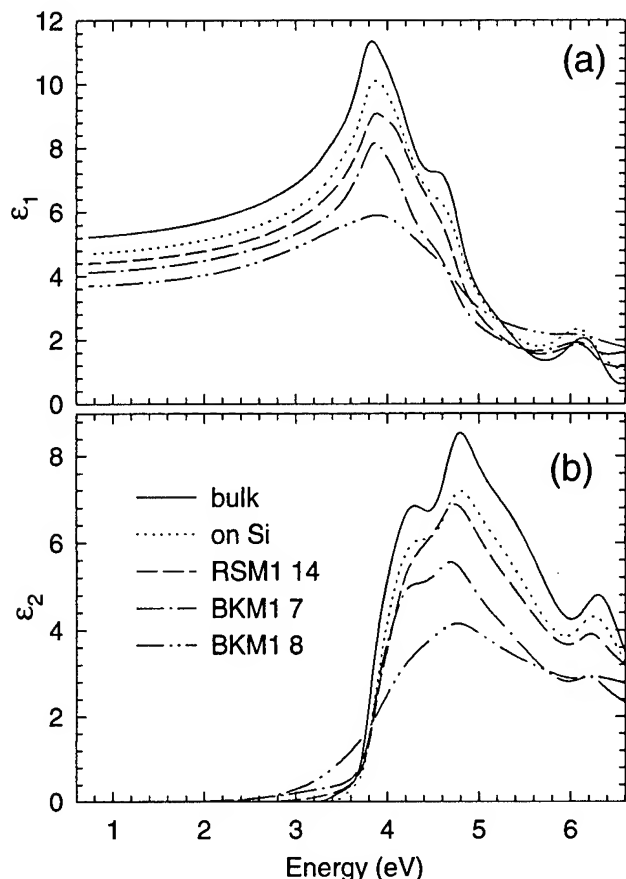 12
10
8
6
4
2
0
ε1
(a)
8
6
4
2
0
ε2
(b)
bulk
on Si
RSM1 14
BKM1 7
BKM1 8
1 2 3 4 5 6
Energy (eV)